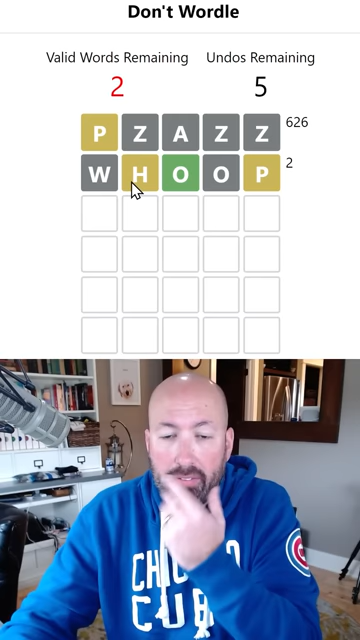 Don't Wordle
Valid Words Remaining Undos Remaining
2 5
P Z A Z Z 626
W H O O P 2
CHICAGO
CUBS